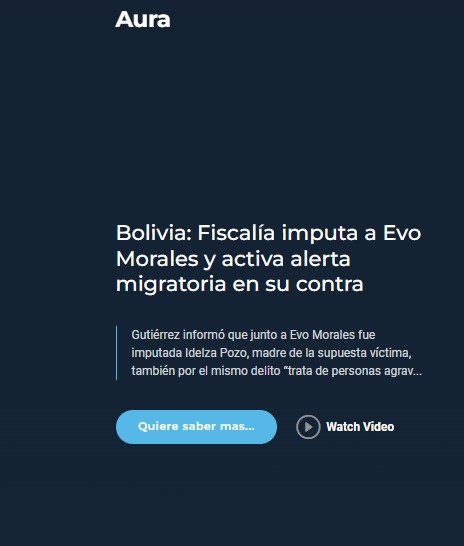 Aura
Bolivia: Fiscalía imputa a Evo
Morales y activa alerta
migratoria en su contra
Gutiérrez informó que junto a Evo Morales fue
imputada Idelza Pozo, madre de la supuesta víctima,
también por el mismo delito “trata de personas agrav...
Quiere saber mas...
Watch Video